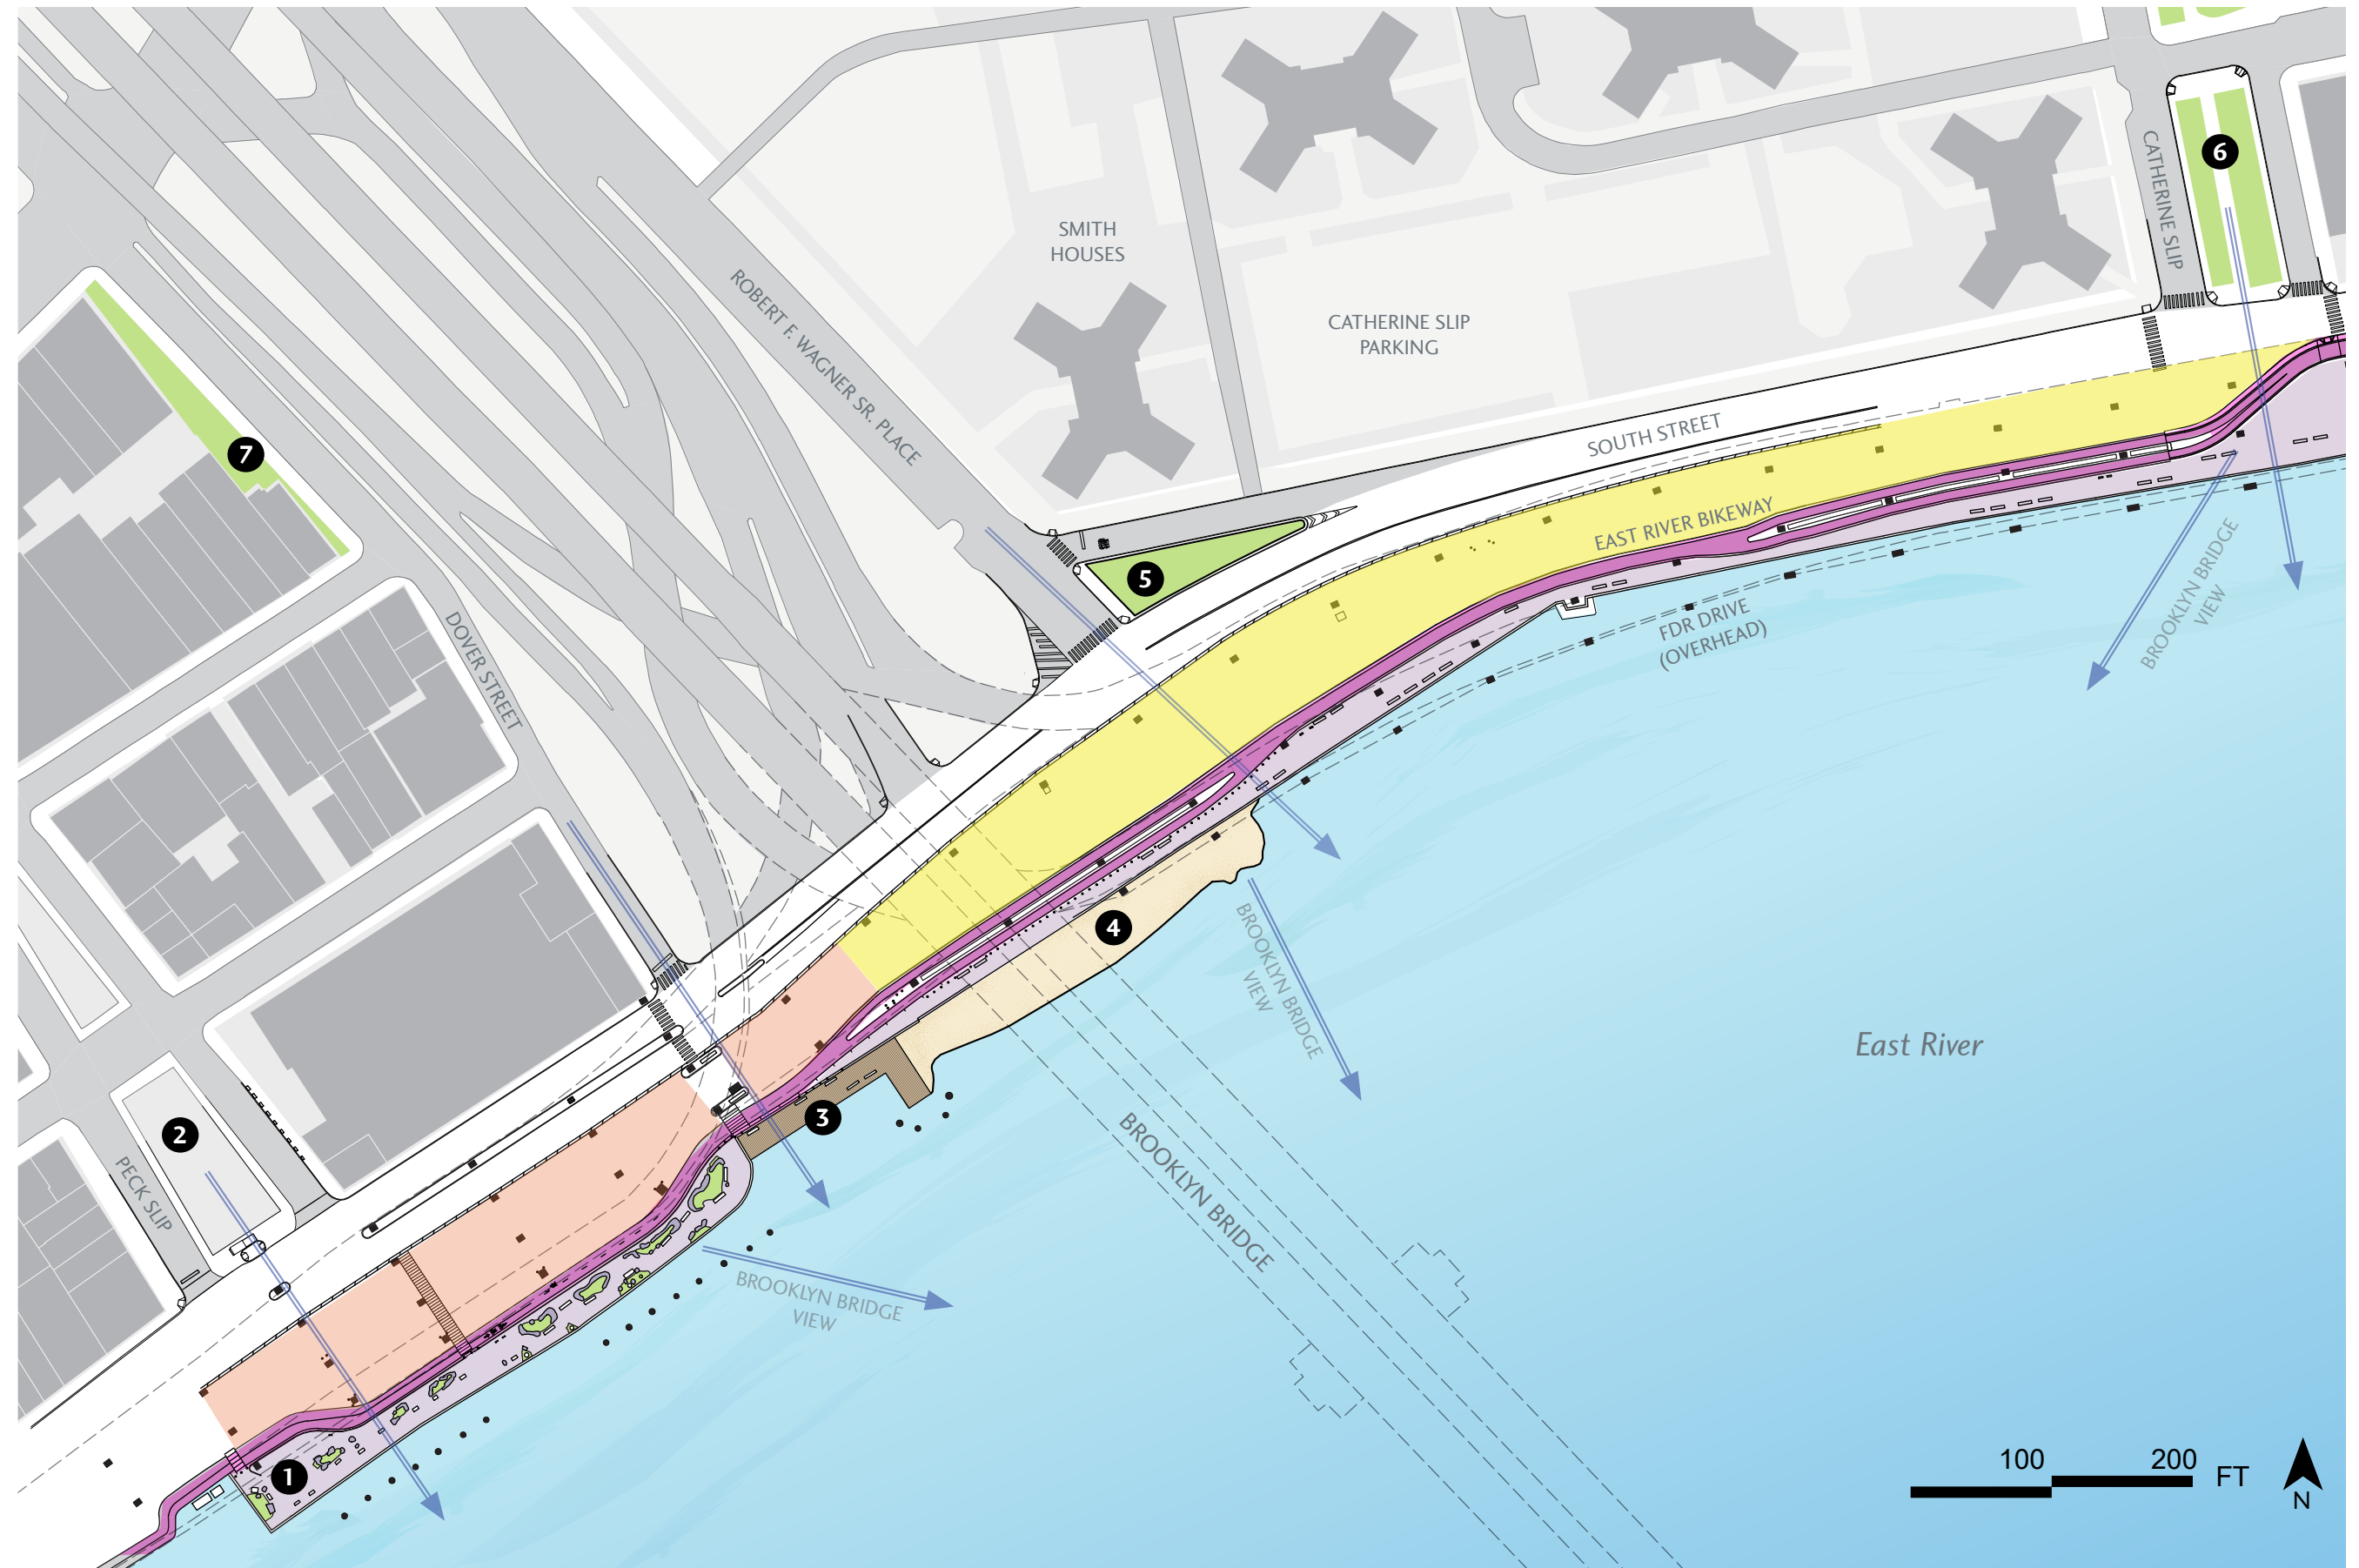 6
CATHERINE SLIP
SMITH
HOUSES
ROBERT F. WAGNER SR. PLACE
CATHERINE SLIP
PARKING
7
SOUTH STREET
EAST RIVER BIKEWAY
5
BROOKLYN BRIDGE
VIEW
FDR DRIVE
(OVERHEAD)
DOVER STREET
4
BROOKLYN BRIDGE
VIEW
East River
3
2
PECK SLIP
BROOKLYN BRIDGE
BROOKLYN BRIDGE
VIEW
1
100
200
FT
N